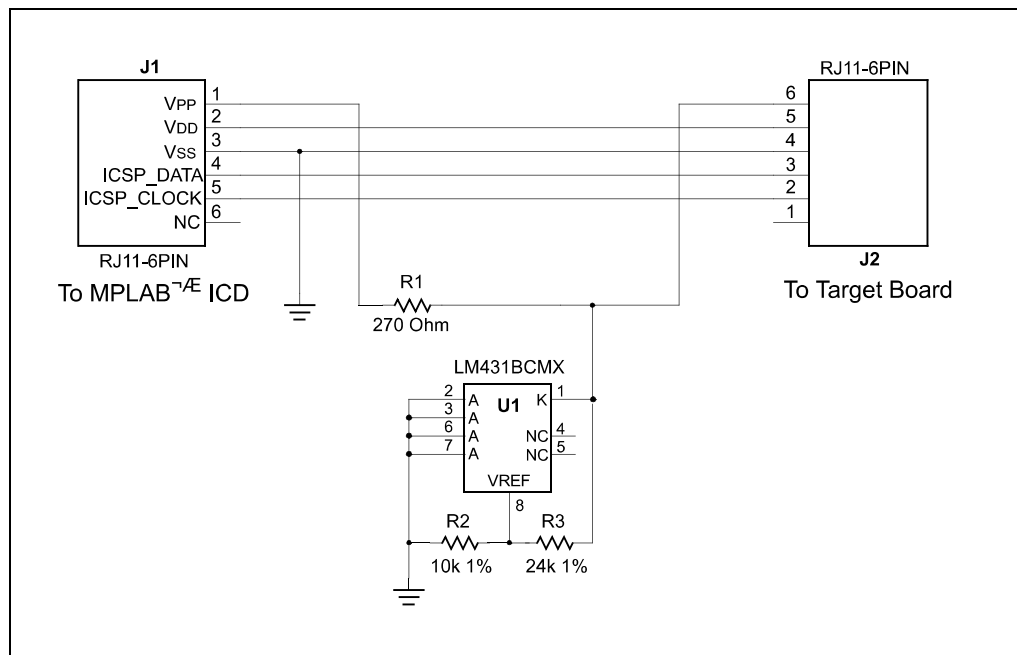 J1
VPP 1
VDD 2
VSS 3
ICSP_DATA 4
ICSP_CLOCK 5
NC 6
RJ11-6PIN
To MPLAB¬Æ ICD
RJ11-6PIN
6
5
4
3
2
1
J2
To Target Board
R1
270 Ohm
LM431BCMX
U1
2 A
3 A
6 A
7 A
K 1
NC 4
NC 5
VREF
8
R2
10k 1%
R3
24k 1%